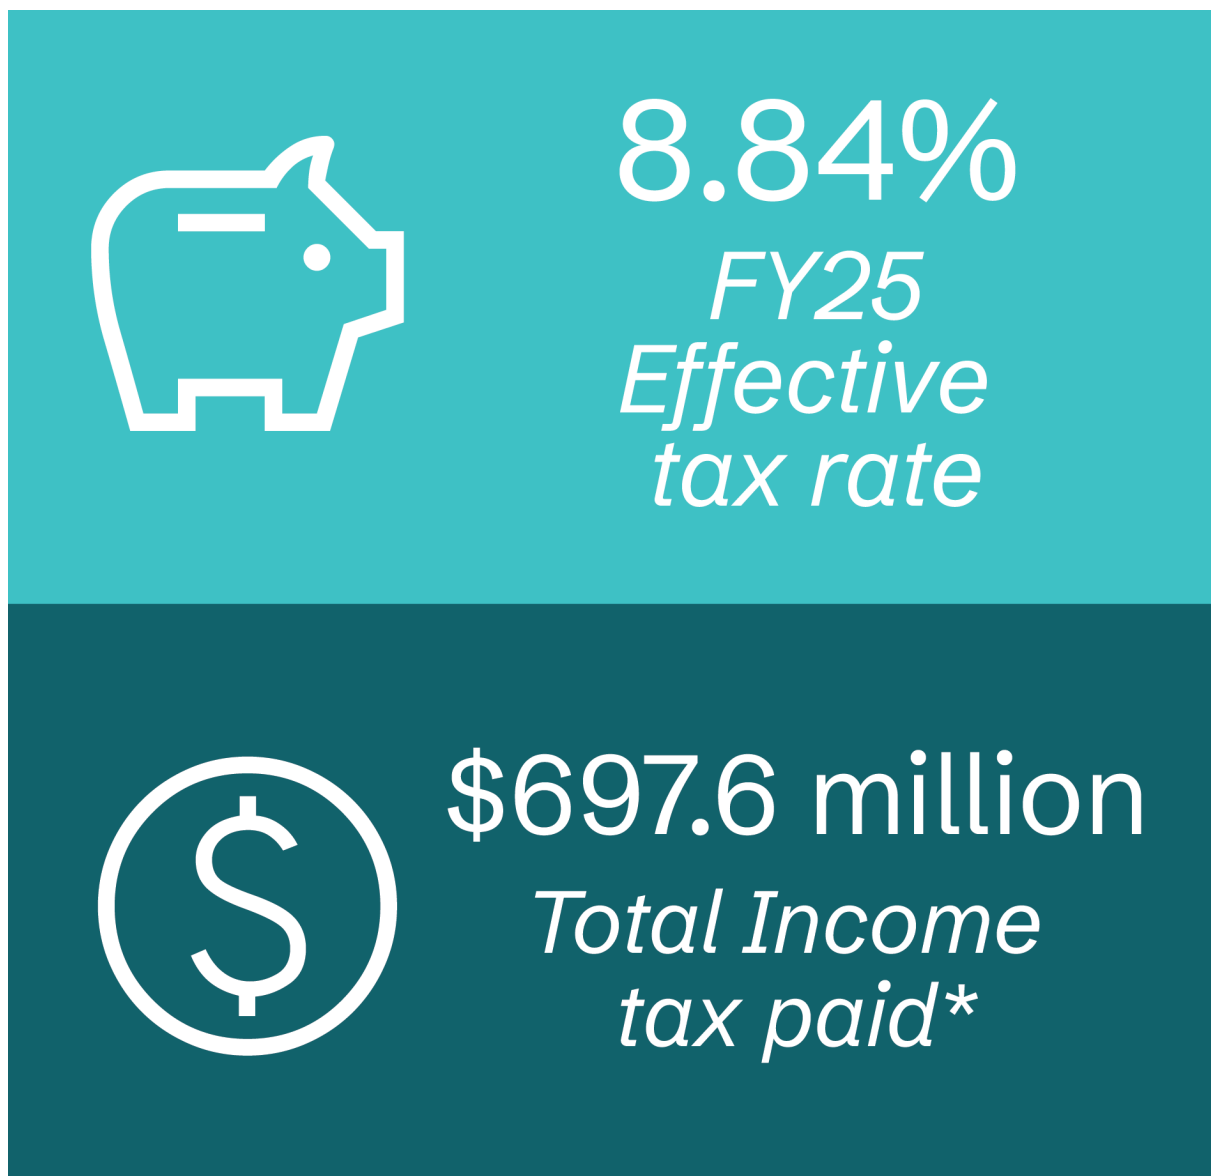 8.84%
FY25
Effective
tax rate
$697.6 million
Total Income
tax paid*